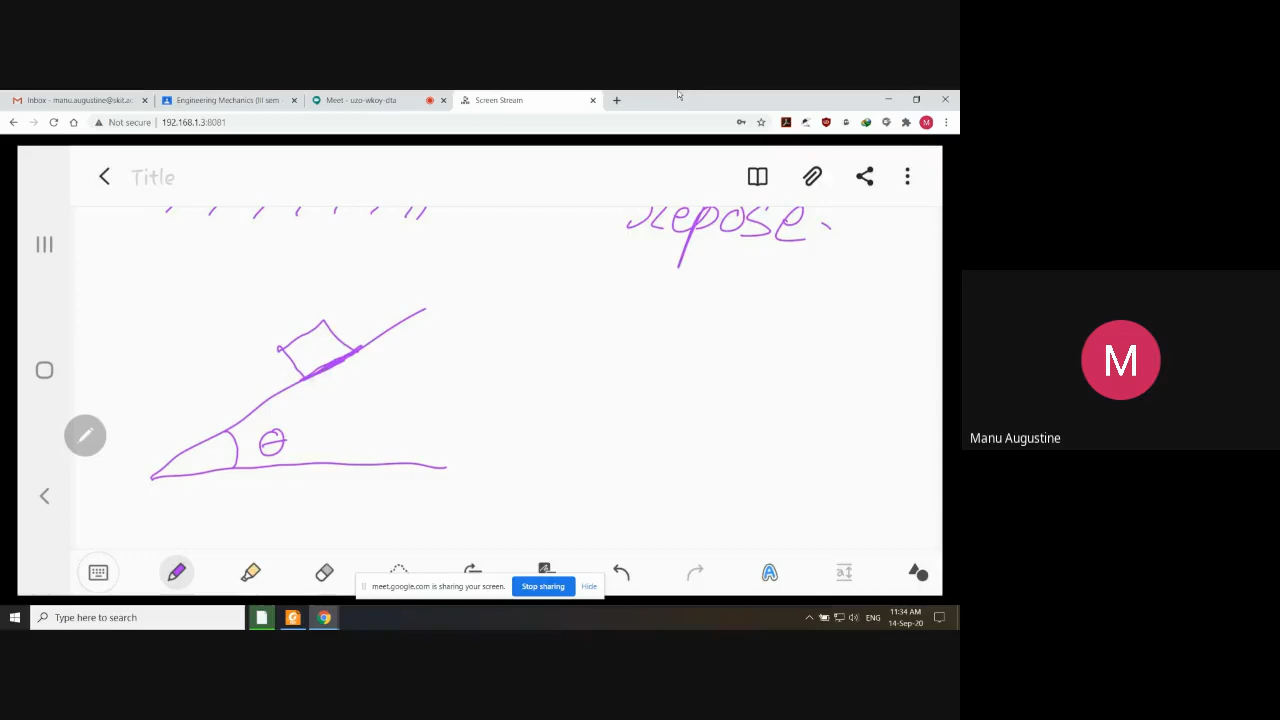 Inbox - manu.augustine@skit.ac
Engineering Mechanics (III sem
Meet - uzo-wkoy-dta
Screen Stream
Not secure 192.168.1.3:8081
Title
Repose -
θ
meet.google.com is sharing your screen. Stop sharing Hide
Type here to search
ENG
11:34 AM
14-Sep-20
M
Manu Augustine